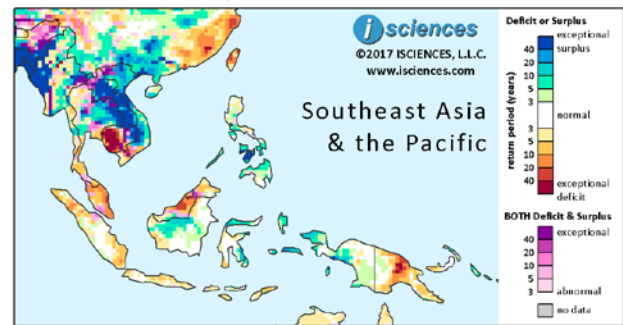 i sciences
©2017 ISCIENCES, L.L.C.
www.isciences.com
Southeast Asia
& the Pacific
Deficit or Surplus
exceptional
surplus
40
20
10
5
3
normal
3
5
10
20
40
exceptional
deficit
return period (years)
BOTH Deficit & Surplus
exceptional
40
20
10
5
3
abnormal
no data